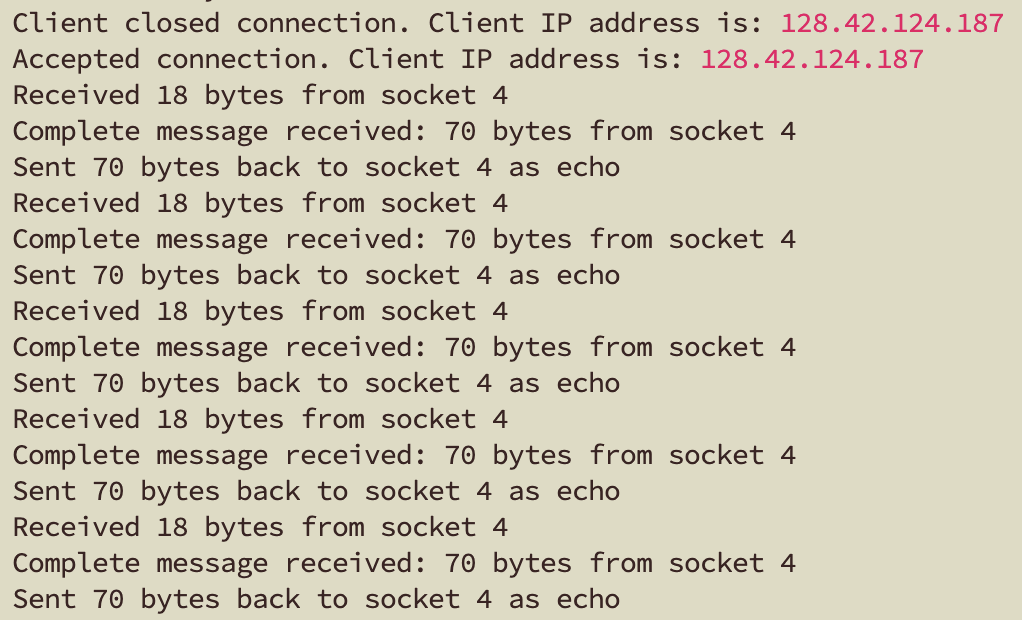 Client closed connection. Client IP address is: 128.42.124.187
Accepted connection. Client IP address is: 128.42.124.187
Received 18 bytes from socket 4
Complete message received: 70 bytes from socket 4
Sent 70 bytes back to socket 4 as echo
Received 18 bytes from socket 4
Complete message received: 70 bytes from socket 4
Sent 70 bytes back to socket 4 as echo
Received 18 bytes from socket 4
Complete message received: 70 bytes from socket 4
Sent 70 bytes back to socket 4 as echo
Received 18 bytes from socket 4
Complete message received: 70 bytes from socket 4
Sent 70 bytes back to socket 4 as echo
Received 18 bytes from socket 4
Complete message received: 70 bytes from socket 4
Sent 70 bytes back to socket 4 as echo